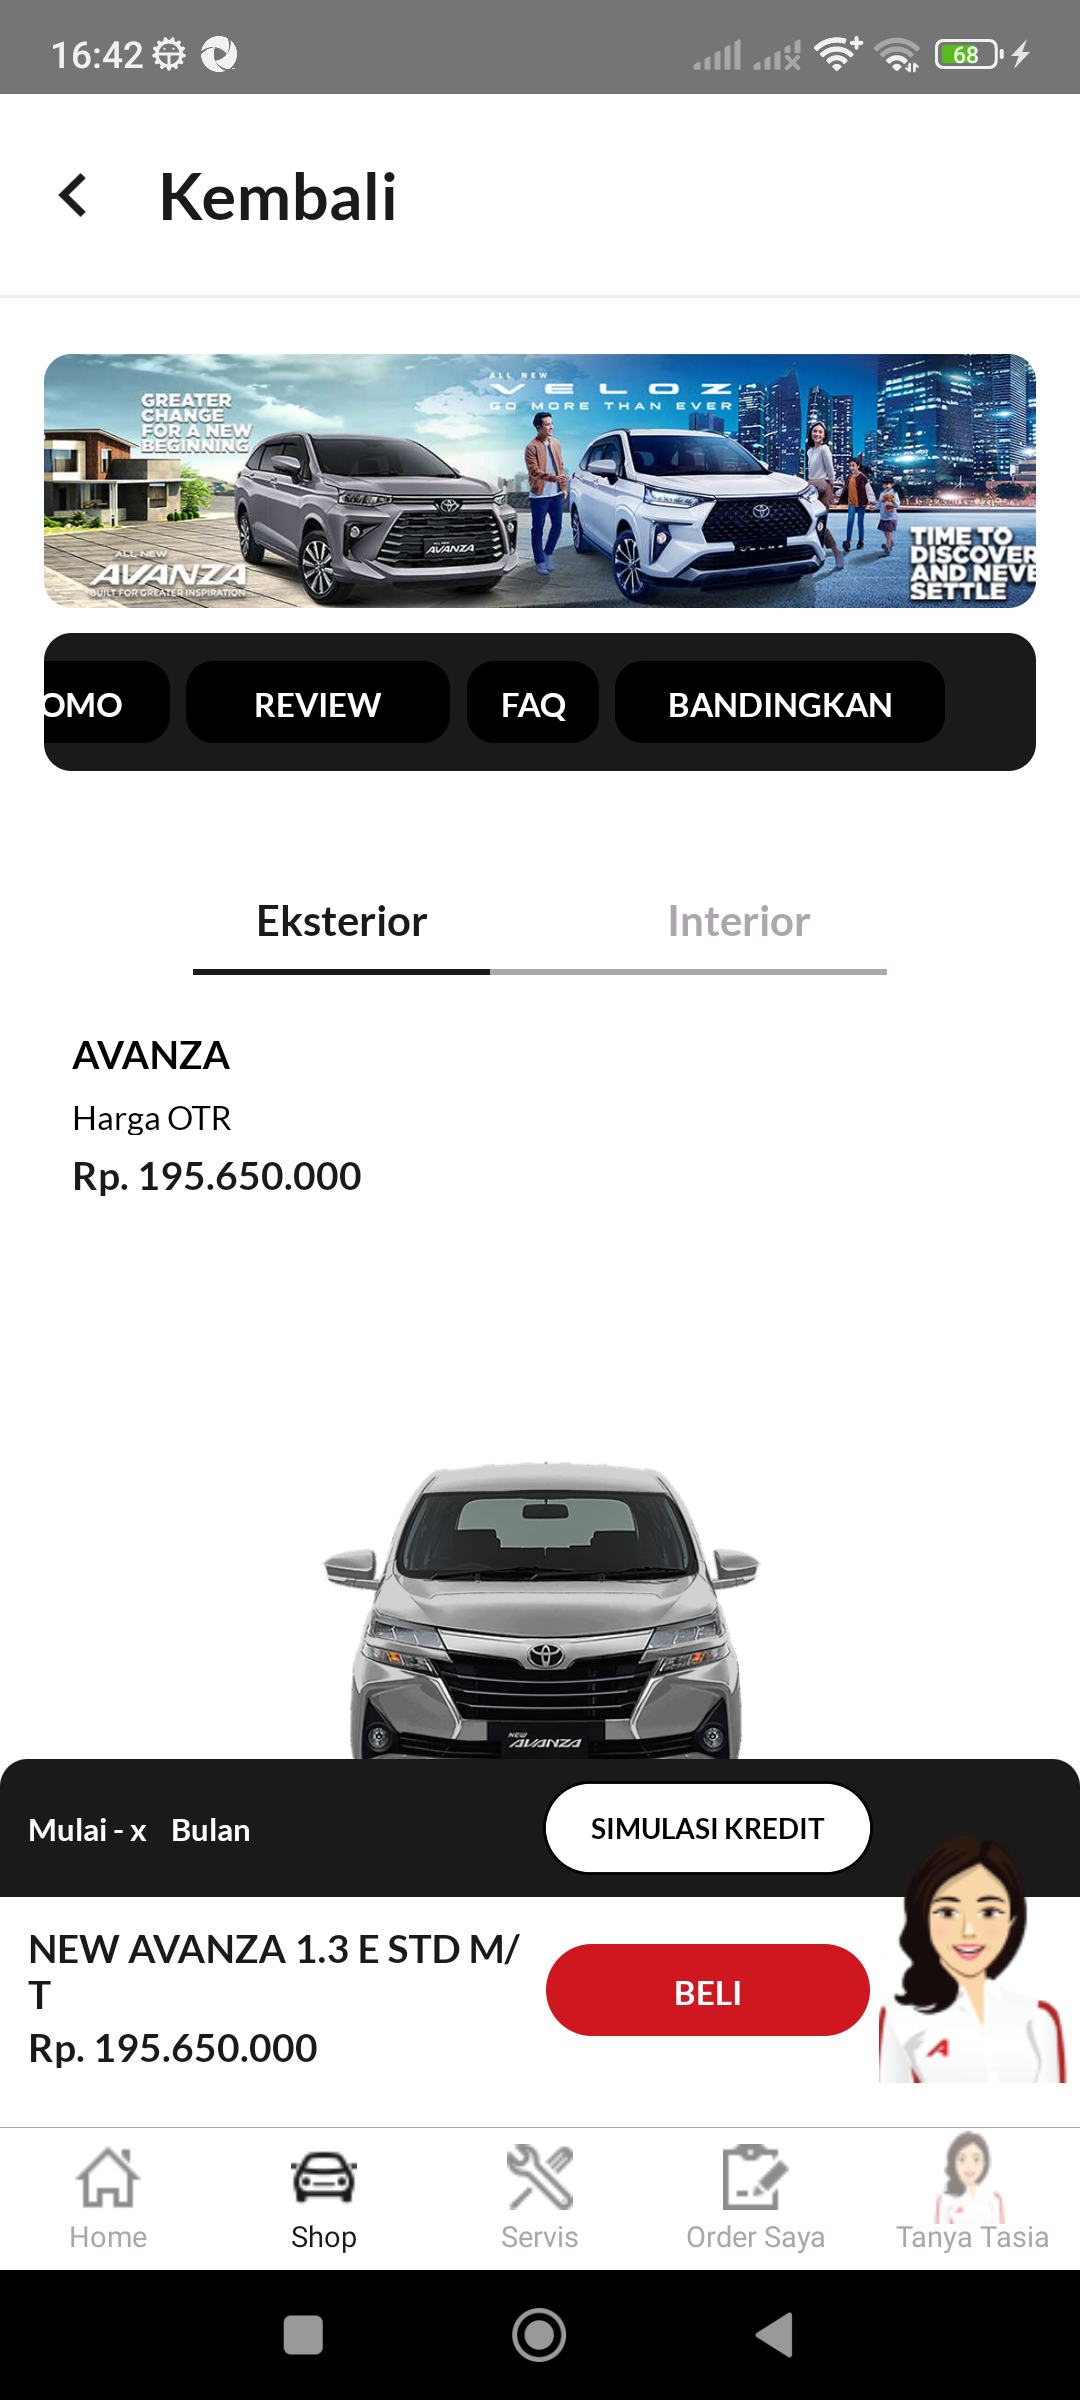 16:42
68
Kembali
GREATER
CHANGE
FOR A NEW
BEGINNING
ALL NEW
VELOZ
GO MORE THAN EVER
ALL NEW
AVANZA
BUILT FOR GREATER INSPIRATION
AVANZA
VELOZ
TIME TO
DISCOVER
AND NEVE
SETTLE
OMO
REVIEW
FAQ
BANDINGKAN
Eksterior
Interior
AVANZA
Harga OTR
Rp. 195.650.000
NEW
AVANZA
Mulai - x Bulan
SIMULASI KREDIT
NEW AVANZA 1.3 E STD M/
T
Rp. 195.650.000
BELI
Home
Shop
Servis
Order Saya
Tanya Tasia